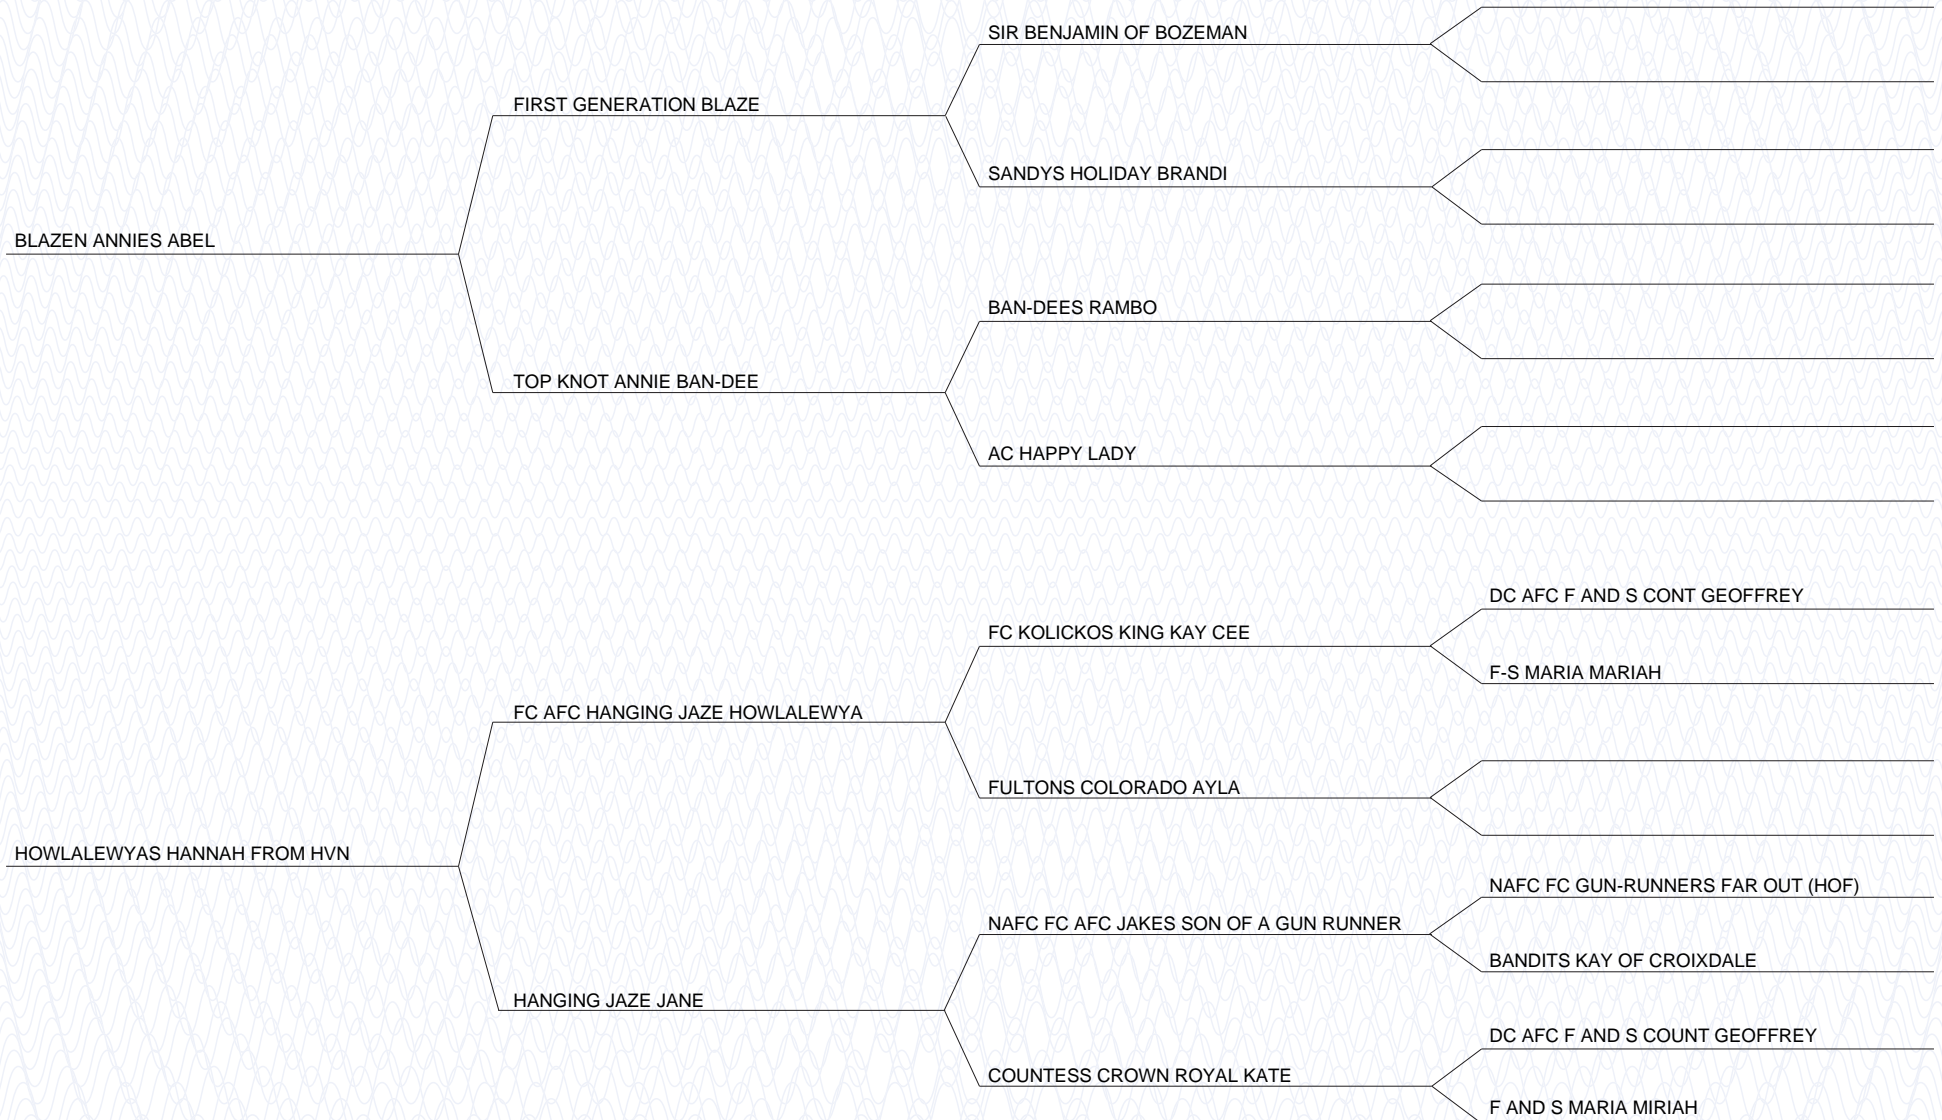 SIR BENJAMIN OF BOZEMAN
FIRST GENERATION BLAZE
SANDYS HOLIDAY BRANDI
BLAZEN ANNIES ABEL
BAN-DEES RAMBO
TOP KNOT ANNIE BAN-DEE
AC HAPPY LADY
DC AFC F AND S CONT GEOFFREY
FC KOLICKOS KING KAY CEE
F-S MARIA MARIAH
FC AFC HANGING JAZE HOWLALEWYA
FULTONS COLORADO AYLA
HOWLALEWYAS HANNAH FROM HVN
NAFC FC GUN-RUNNERS FAR OUT (HOF)
NAFC FC AFC JAKES SON OF A GUN RUNNER
BANDITS KAY OF CROIXDALE
HANGING JAZE JANE
DC AFC F AND S COUNT GEOFFREY
COUNTESS CROWN ROYAL KATE
F AND S MARIA MIRIAH